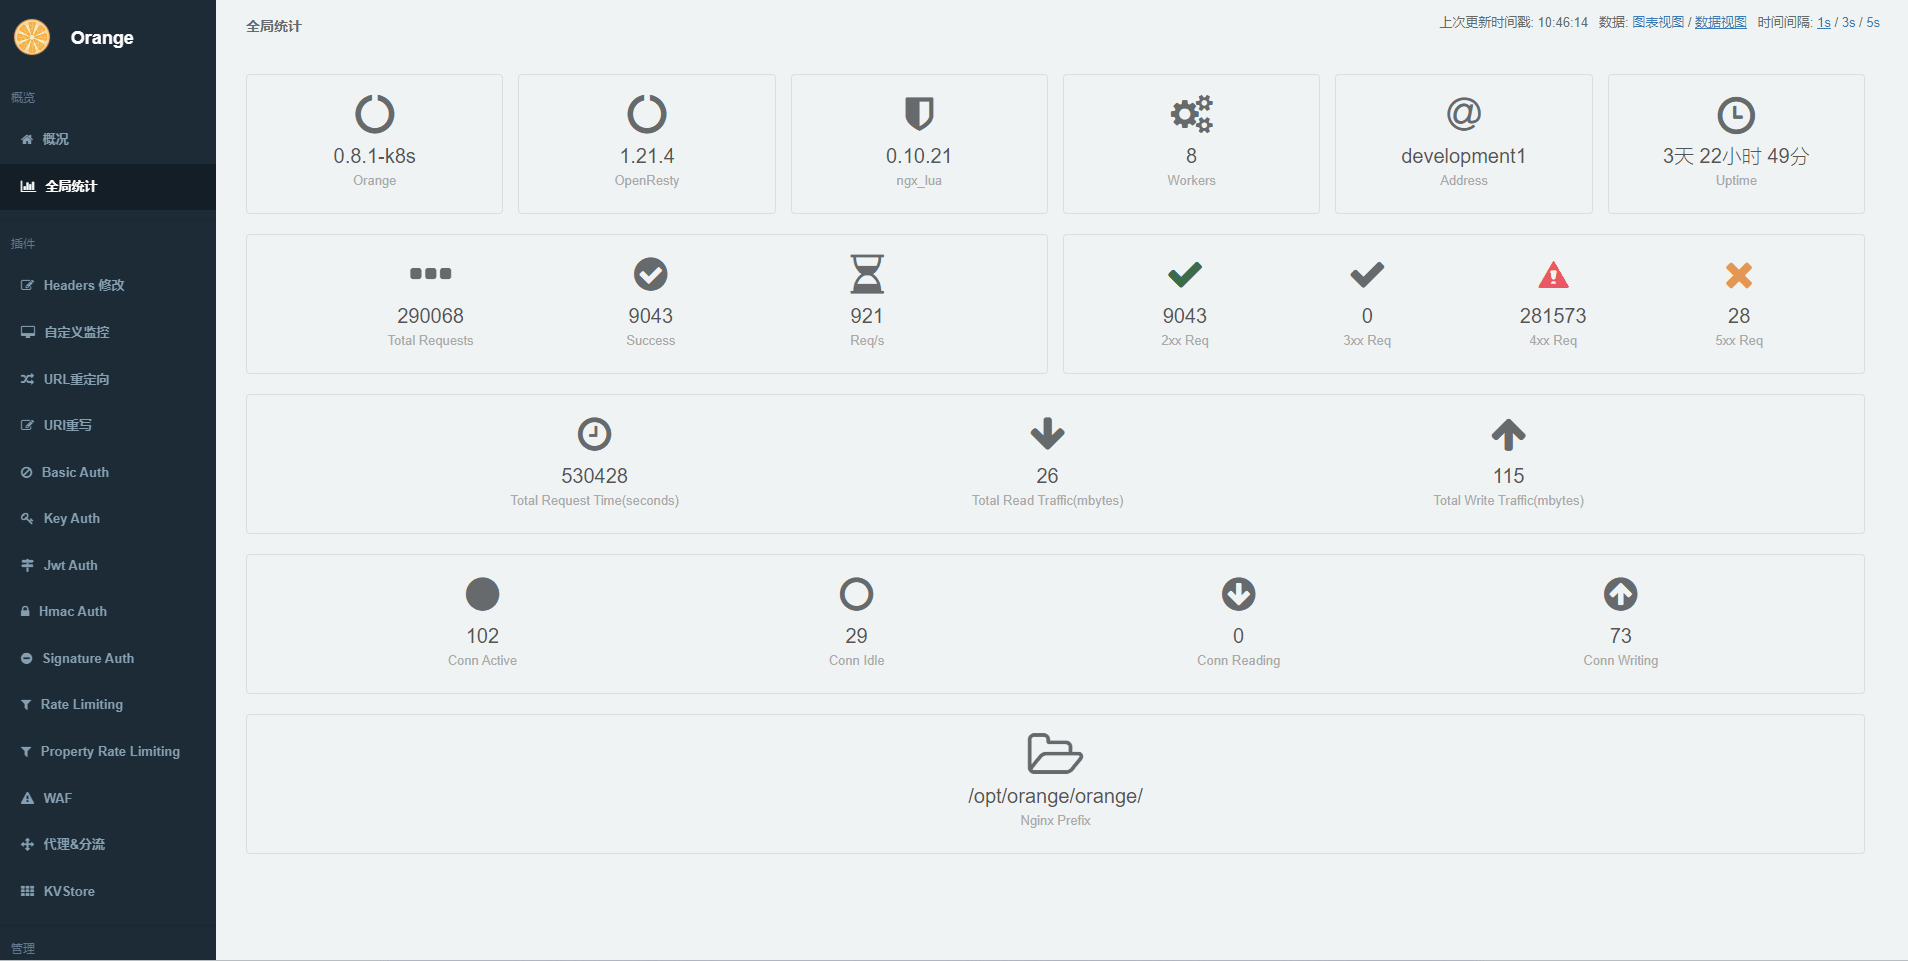 Orange
概览
概况
全局统计
插件
Headers 修改
自定义监控
URL重定向
URI重写
Basic Auth
Key Auth
Jwt Auth
Hmac Auth
Signature Auth
Rate Limiting
Property Rate Limiting
WAF
代理&分流
KVStore
管理
全局统计
上次更新时间戳: 10:46:14 数据: 图表视图 / 数据视图 时间间隔: 1s / 3s / 5s
0.8.1-k8s
Orange
1.21.4
OpenResty
0.10.21
ngx_lua
8
Workers
development1
Address
3天 22小时 49分
Uptime
290068
Total Requests
9043
Success
921
Req/s
9043
2xx Req
0
3xx Req
281573
4xx Req
28
5xx Req
530428
Total Request Time(seconds)
26
Total Read Traffic(mbytes)
115
Total Write Traffic(mbytes)
102
Conn Active
29
Conn Idle
0
Conn Reading
73
Conn Writing
/opt/orange/orange/
Nginx Prefix